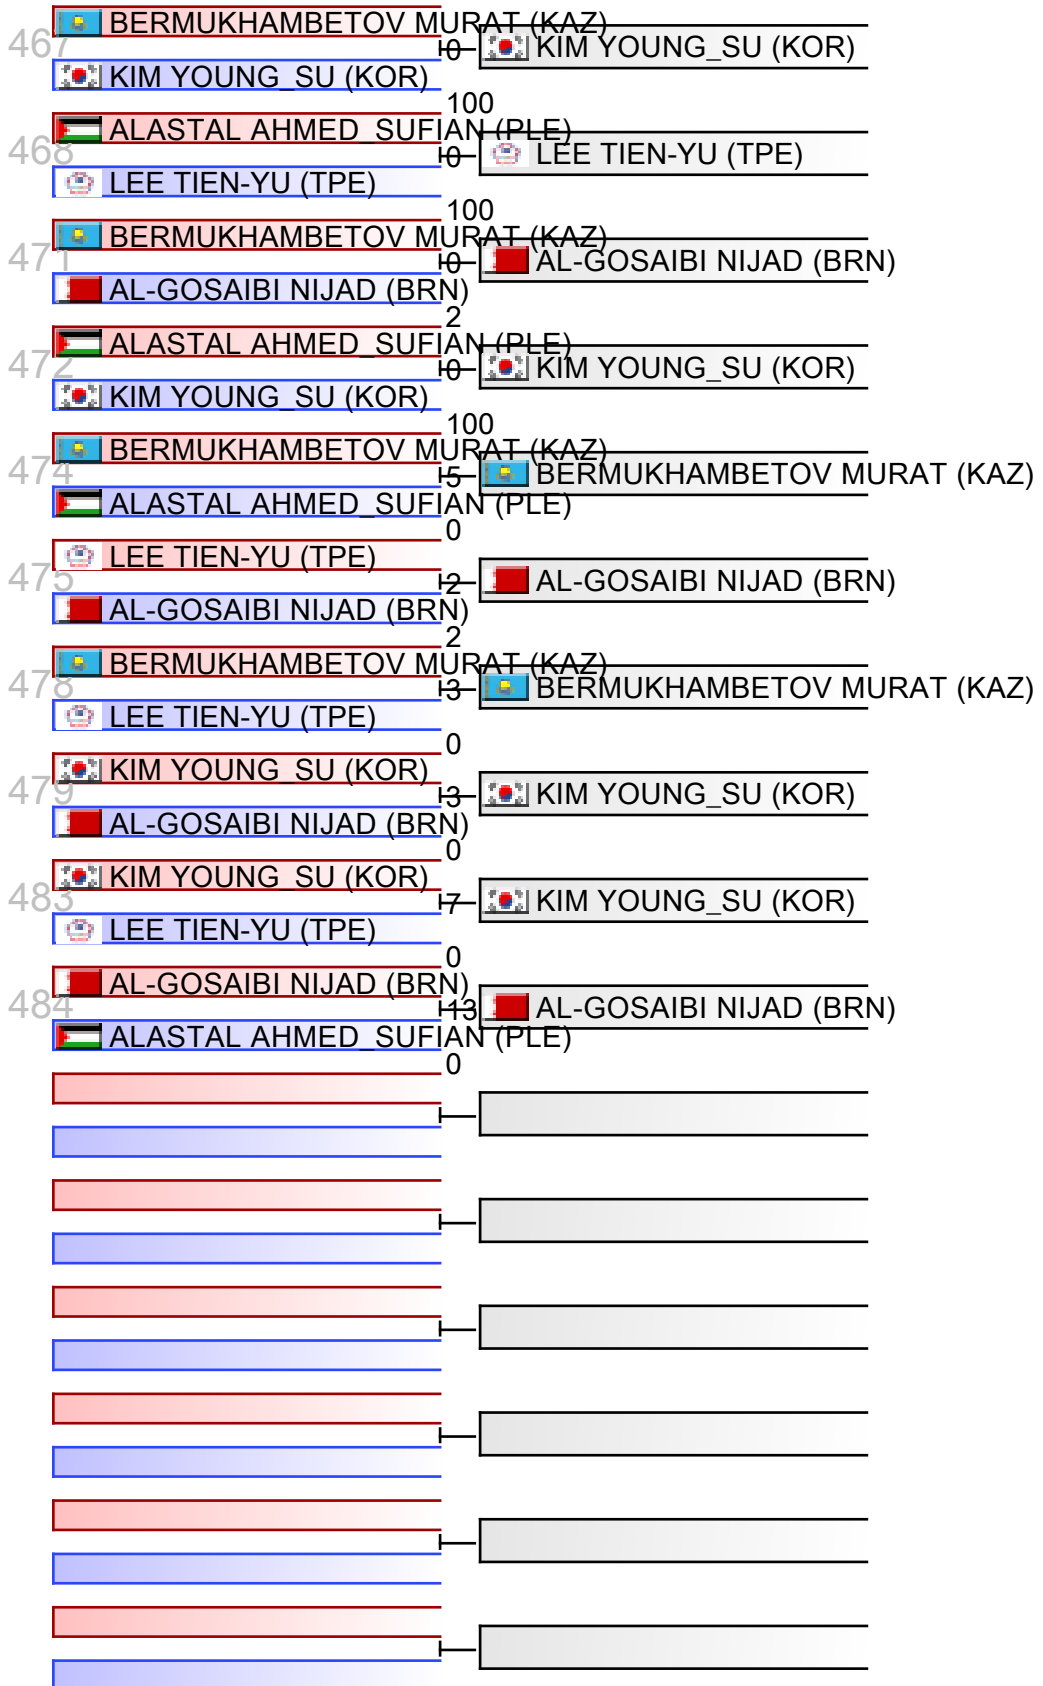 BERMUKHAMBETOV MURAT (KAZ)
467
0
KIM YOUNG_SU (KOR)
KIM YOUNG_SU (KOR)
100
ALASTAL AHMED_SUFIAN (PLE)
468
0
LEE TIEN-YU (TPE)
LEE TIEN-YU (TPE)
100
BERMUKHAMBETOV MURAT (KAZ)
471
0
AL-GOSAIBI NIJAD (BRN)
AL-GOSAIBI NIJAD (BRN)
2
ALASTAL AHMED_SUFIAN (PLE)
472
0
KIM YOUNG_SU (KOR)
KIM YOUNG_SU (KOR)
100
BERMUKHAMBETOV MURAT (KAZ)
474
5
BERMUKHAMBETOV MURAT (KAZ)
ALASTAL AHMED_SUFIAN (PLE)
0
LEE TIEN-YU (TPE)
475
2
AL-GOSAIBI NIJAD (BRN)
AL-GOSAIBI NIJAD (BRN)
2
BERMUKHAMBETOV MURAT (KAZ)
478
3
BERMUKHAMBETOV MURAT (KAZ)
LEE TIEN-YU (TPE)
0
KIM YOUNG_SU (KOR)
479
3
KIM YOUNG_SU (KOR)
AL-GOSAIBI NIJAD (BRN)
0
KIM YOUNG_SU (KOR)
483
7
KIM YOUNG_SU (KOR)
LEE TIEN-YU (TPE)
0
AL-GOSAIBI NIJAD (BRN)
484
13
AL-GOSAIBI NIJAD (BRN)
ALASTAL AHMED_SUFIAN (PLE)
0